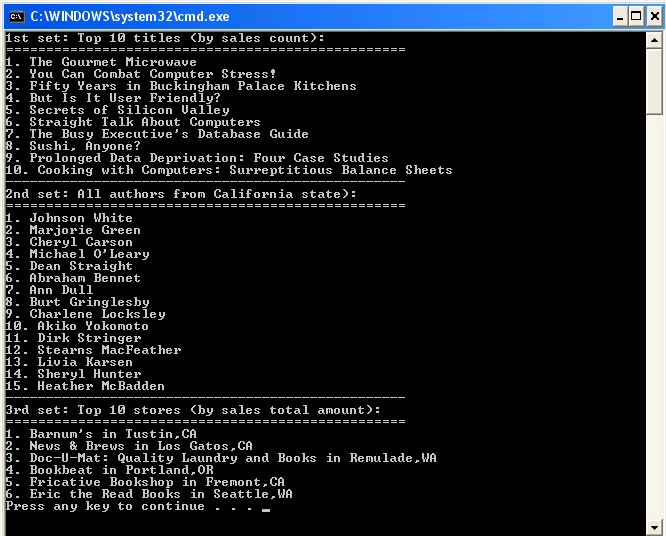 C:\WINDOWS\system32\cmd.exe
1st set: Top 10 titles (by sales count):
==================================================
1. The Gourmet Microwave
2. You Can Combat Computer Stress!
3. Fifty Years in Buckingham Palace Kitchens
4. But Is It User Friendly?
5. Secrets of Silicon Valley
6. Straight Talk About Computers
7. The Busy Executive's Database Guide
8. Sushi, Anyone?
9. Prolonged Data Deprivation: Four Case Studies
10. Cooking with Computers: Surreptitious Balance Sheets
--------------------------------------------------
2nd set: All authors from California state):
==================================================
1. Johnson White
2. Marjorie Green
3. Cheryl Carson
4. Michael O'Leary
5. Dean Straight
6. Abraham Bennet
7. Ann Dull
8. Burt Gringlesby
9. Charlene Locksley
10. Akiko Yokomoto
11. Dirk Stringer
12. Stearns MacFeather
13. Livia Karsen
14. Sheryl Hunter
15. Heather McBadden
--------------------------------------------------
3rd set: Top 10 stores (by sales total amount):
==================================================
1. Barnum's in Tustin,CA
2. News & Brews in Los Gatos,CA
3. Doc-U-Mat: Quality Laundry and Books in Remulade,WA
4. Bookbeat in Portland,OR
5. Fricative Bookshop in Fremont,CA
6. Eric the Read Books in Seattle,WA
Press any key to continue . . . _